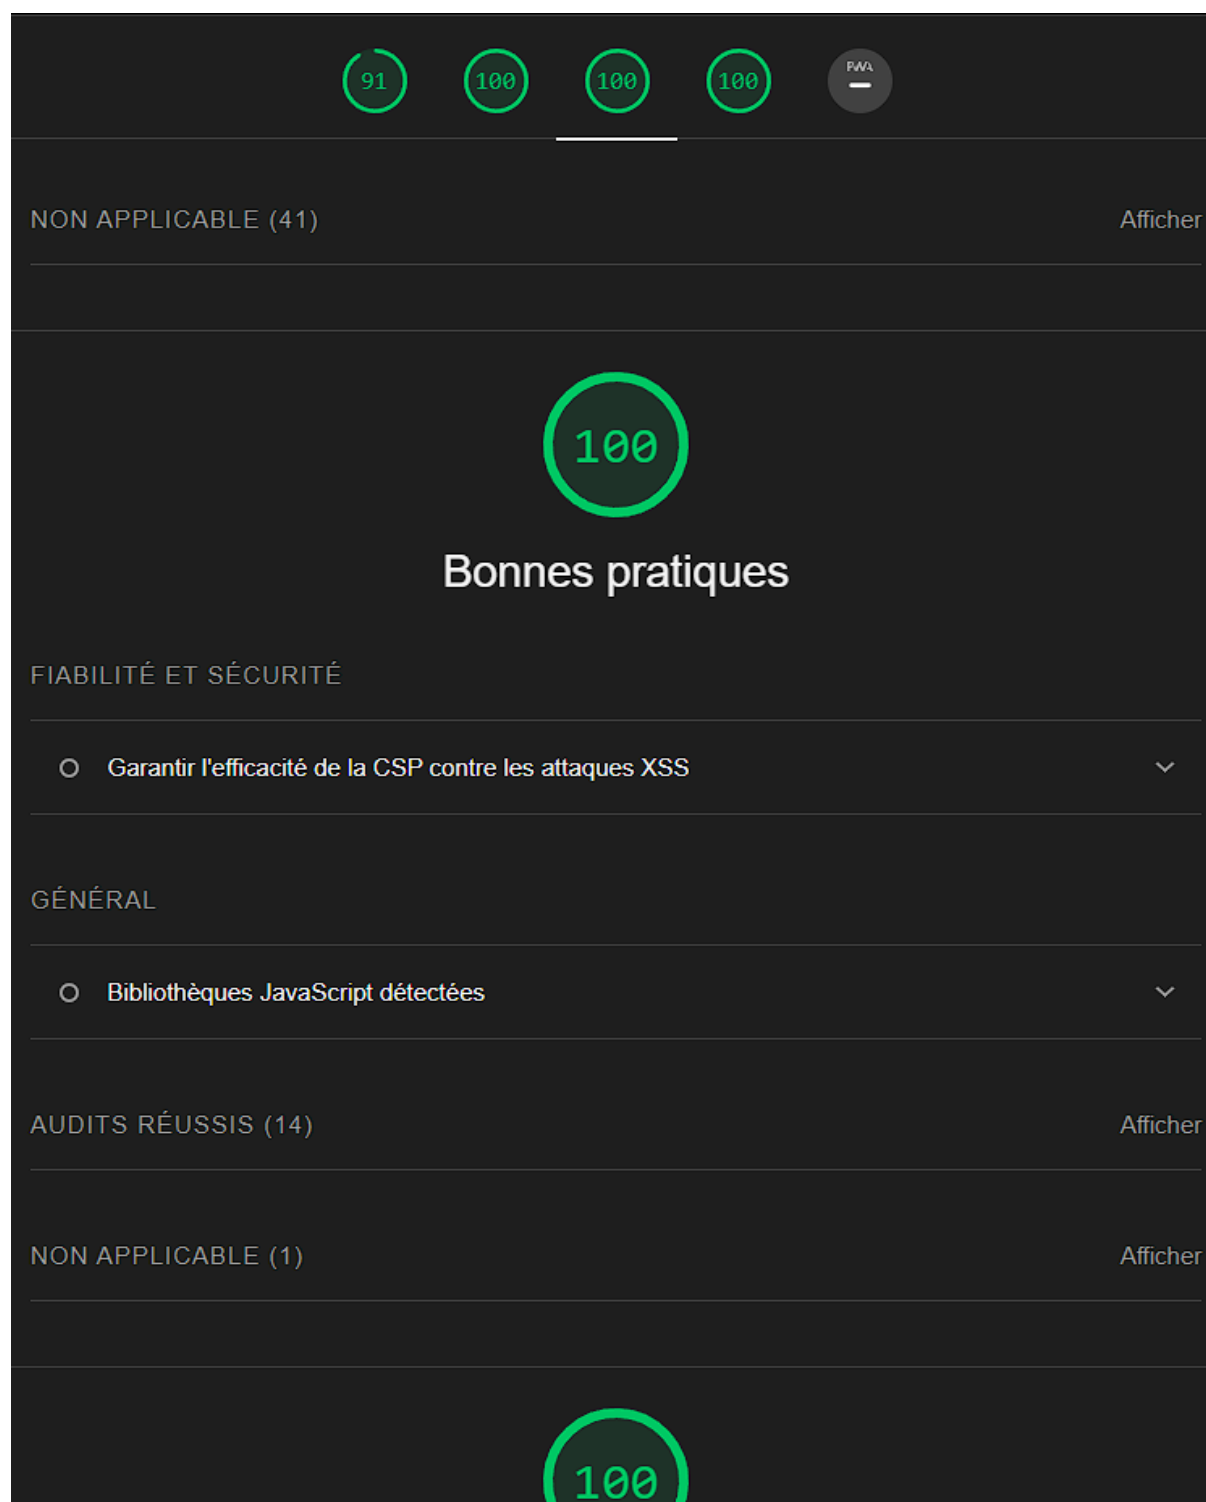 91 100 100 100 PWA
NON APPLICABLE (41) Afficher
100
Bonnes pratiques
FIABILITÉ ET SÉCURITÉ
Garantir l'efficacité de la CSP contre les attaques XSS
GÉNÉRAL
Bibliothèques JavaScript détectées
AUDITS RÉUSSIS (14) Afficher
NON APPLICABLE (1) Afficher
100